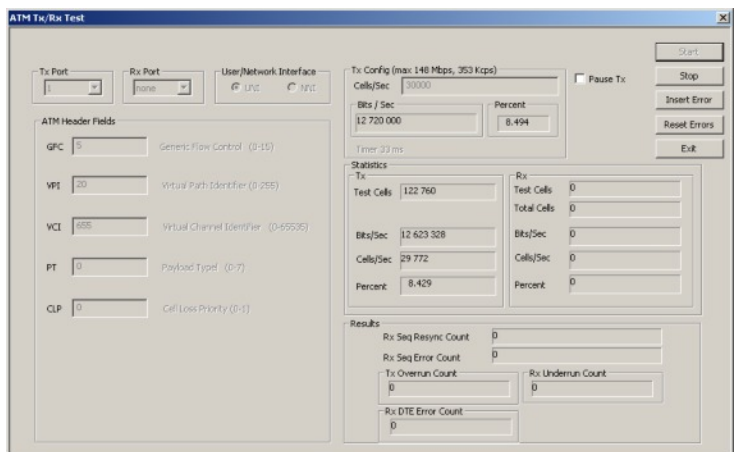 ATM Tx/Rx Test
Tx Port
1
Rx Port
none
User/Network Interface
UNI
NNI
ATM Header Fields
GFC
5
Generic Flow Control (0-15)
VPI
20
Virtual Path Identifier (0-255)
VCI
655
Virtual Channel Identifier (0-65535)
PT
0
Payload Typel (0-7)
CLP
0
Cell Loss Priority (0-1)
Tx Config (max 148 Mbps, 353 Kcps)
Cells/Sec
30000
Bits / Sec
12 720 000
Percent
8.494
Timer 33 ms
Pause Tx
Start
Stop
Insert Error
Reset Errors
Exit
Statistics
Tx
Test Cells
122 760
Bits/Sec
12 623 328
Cells/Sec
29 772
Percent
8.429
Rx
Test Cells
0
Total Cells
0
Bits/Sec
0
Cells/Sec
0
Percent
0
Results
Rx Seq Resync Count
0
Rx Seq Error Count
0
Tx Overrun Count
0
Rx Underrun Count
0
Rx DTE Error Count
0